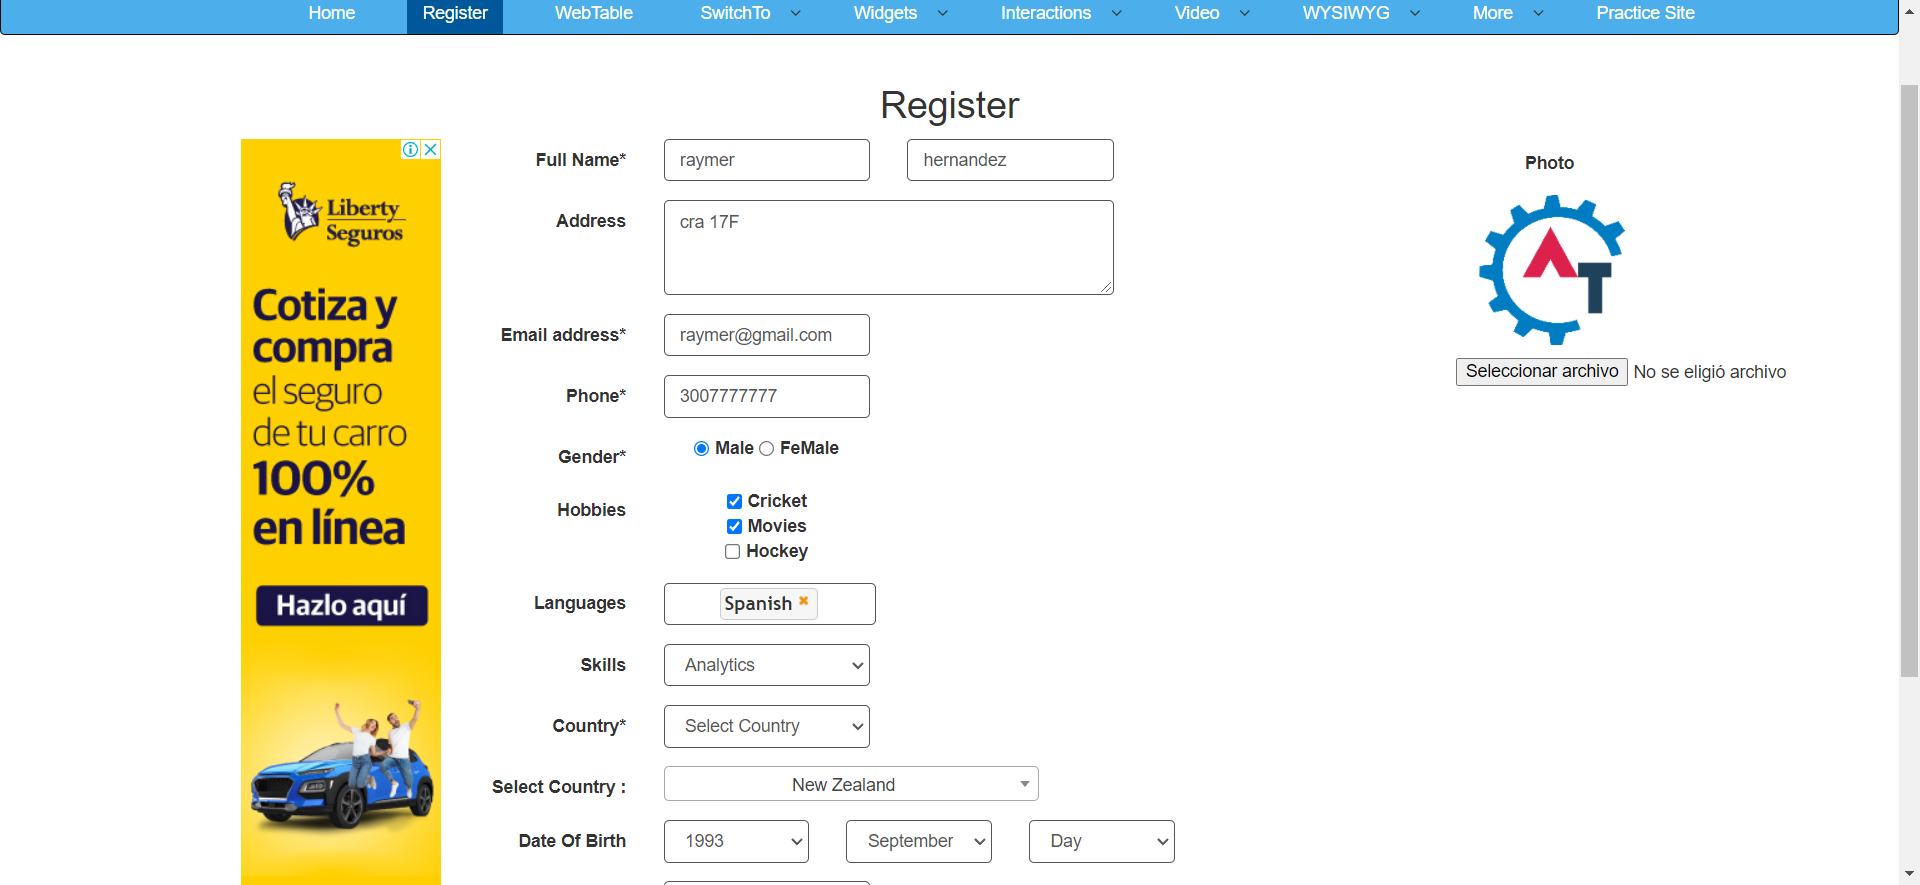 Home Register WebTable SwitchTo Widgets Interactions Video WYSIWYG More Practice Site
Register
Liberty
Seguros
Cotiza y
compra
el seguro
de tu carro
100%
en línea
Hazlo aquí
Full Name* raymer hernandez
Address cra 17F
Email address* raymer@gmail.com
Phone* 3007777777
Gender* Male FeMale
Hobbies Cricket
Movies
Hockey
Languages Spanish
Skills Analytics
Country* Select Country
Select Country : New Zealand
Date Of Birth 1993 September Day
Photo
AT
Seleccionar archivo No se eligió archivo